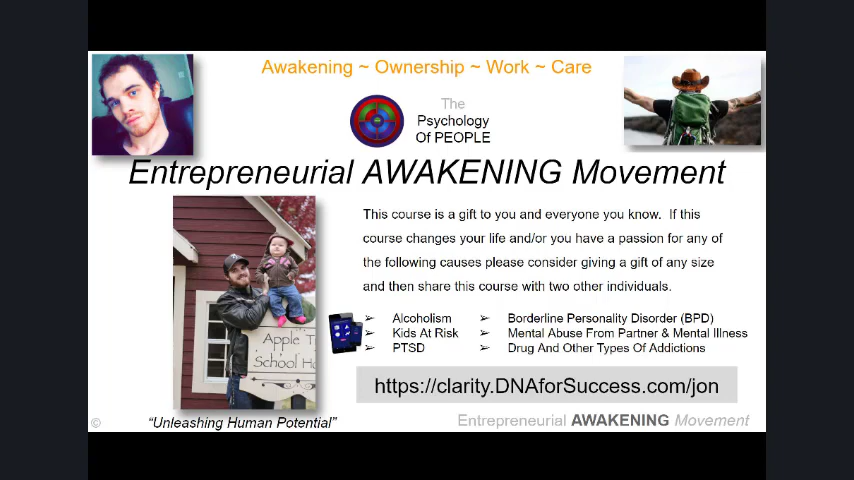 Awakening ~ Ownership ~ Work ~ Care
The
Psychology
Of PEOPLE
Entrepreneurial AWAKENING Movement
This course is a gift to you and everyone you know. If this
course changes your life and/or you have a passion for any of
the following causes please consider giving a gift of any size
and then share this course with two other individuals.
➢ Alcoholism
➢ Kids At Risk
➢ PTSD
➢ Borderline Personality Disorder (BPD)
➢ Mental Abuse From Partner & Mental Illness
➢ Drug And Other Types Of Addictions
Apple T
School Ho
https://clarity.DNAforSuccess.com/jon
© "Unleashing Human Potential"
Entrepreneurial AWAKENING Movement